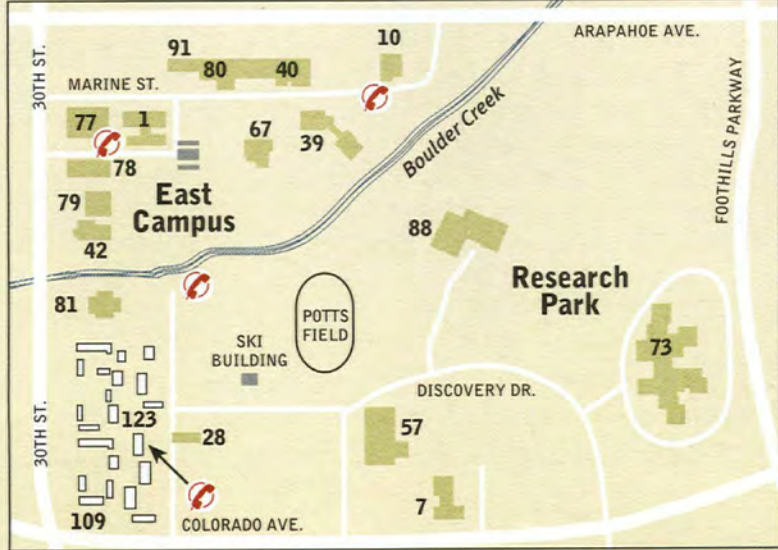 ARAPAHOE AVE.
91
80
40
10
30TH ST.
MARINE ST.
77
1
67
39
Boulder Creek
FOOTHILLS PARKWAY
78
79
East
Campus
42
88
Research
Park
81
POTTS
FIELD
SKI
BUILDING
73
DISCOVERY DR.
30TH ST.
123
28
57
7
109
COLORADO AVE.